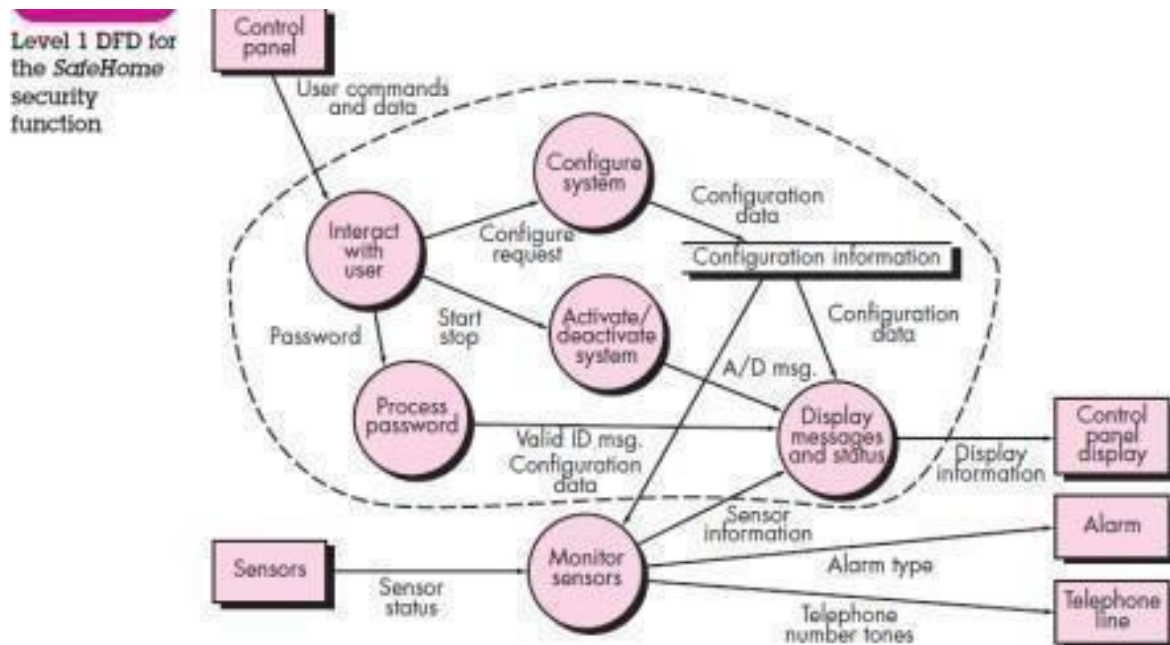 Level 1 DFD for
the SafeHome
security
function
Control
panel
User commands
and data
Configure
system
Configuration
data
Interact
with
user
Configure
request
Configuration information
Password
Start
stop
Activate/
deactivate
system
Configuration
data
A/D msg.
Process
password
Valid ID msg.
Display
messages
and status
Control
panel
display
Display
information
Configuration
data
Sensor
information
Sensors
Sensor
status
Monitor
sensors
Alarm type
Alarm
Telephone
number tones
Telephone
line